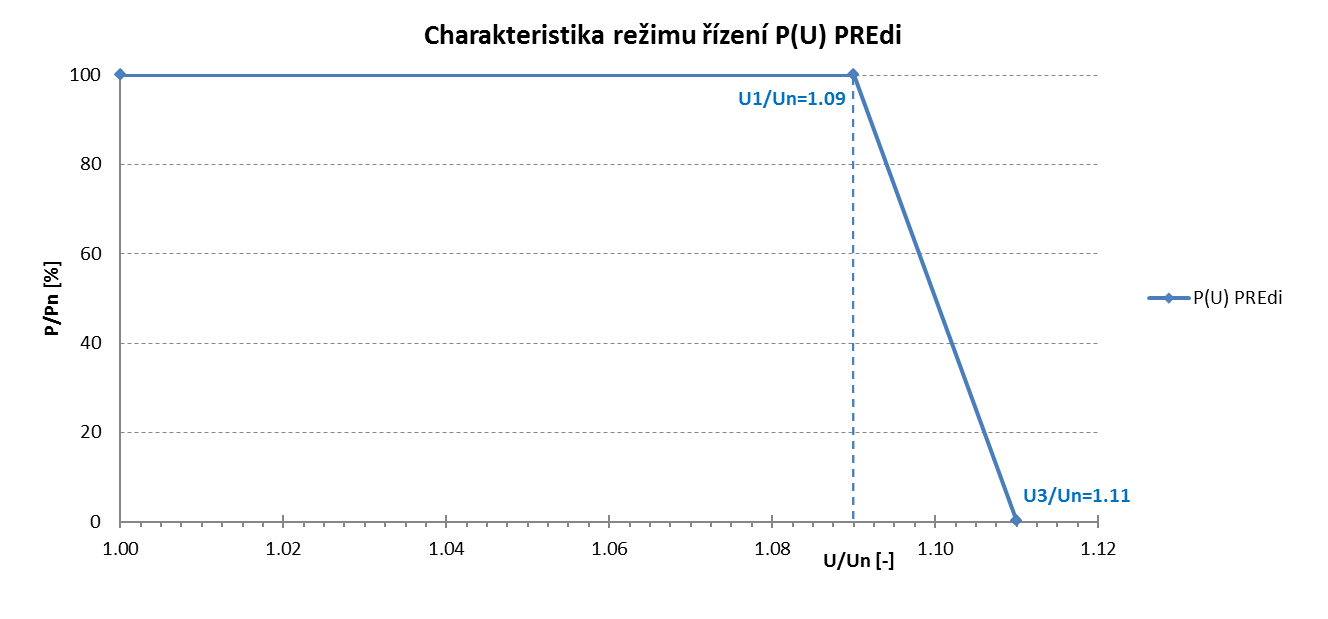 Charakteristika režimu řízení P(U) PREdi
100
U1/Un=1.09
80
60
P/Pn [%]
P(U) PREdi
40
20
U3/Un=1.11
0
1.00 1.02 1.04 1.06 1.08 1.10 1.12
U/Un [-]